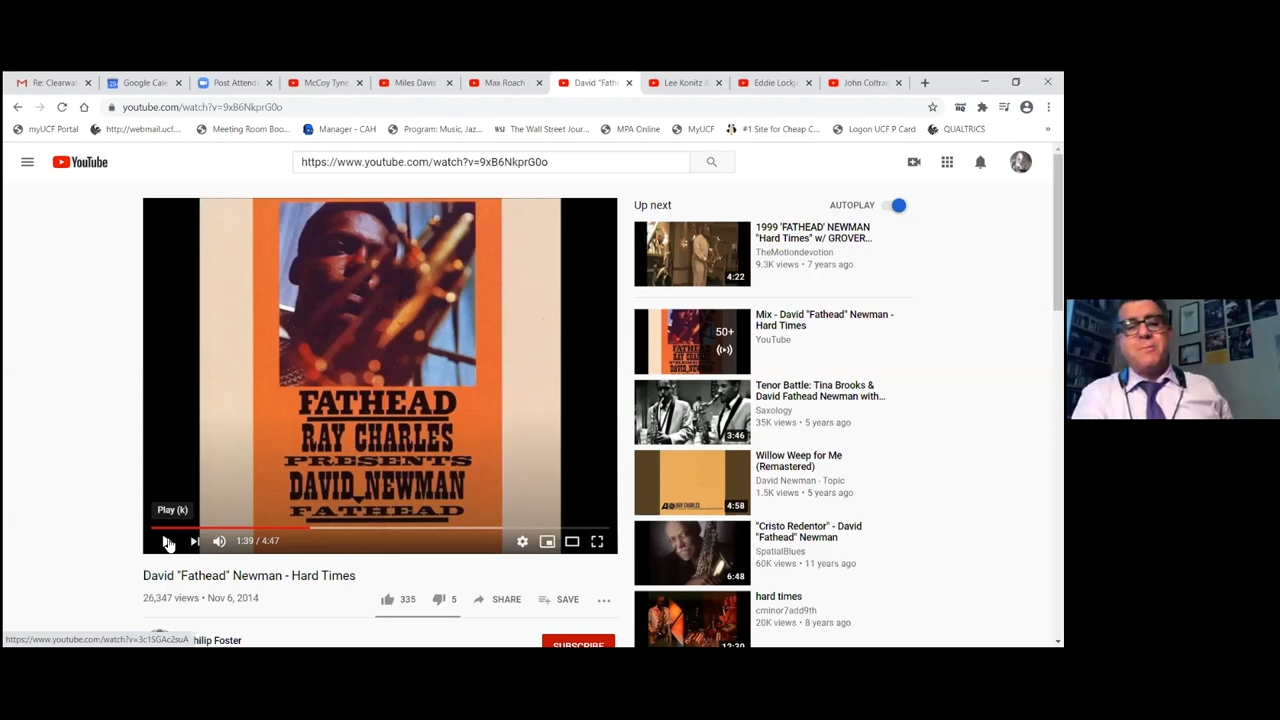 Re: Clearwa
Google Cale
Post Attende
McCoy Tyne
Miles Davis
Max Roach
David "Fathe
Lee Konitz &
Eddie Lockj
John Coltra
youtube.com/watch?v=9xB6NkprG0o
myUCF Portal
http://webmail.ucf....
Meeting Room Boo...
Manager - CAH
Program: Music, Jaz...
WSJ The Wall Street Jour...
MPA Online
MyUCF
#1 Site for Cheap C...
Logon UCF P Card
QUALTRICS
YouTube
https://www.youtube.com/watch?v=9xB6NkprG0o
FATHEAD
RAY CHARLES
PRESENTS
DAVID NEWMAN
FATHEAD
Play (k)
1:39 / 4:47
David "Fathead" Newman - Hard Times
26,347 views • Nov 6, 2014
335
5
SHARE
SAVE
https://www.youtube.com/watch?v=3c1SGAc2suA
hilip Foster
SUBSCRIBE
Up next
AUTOPLAY
1999 'FATHEAD' NEWMAN
"Hard Times" w/ GROVER...
TheMotiondevotion
9.3K views • 7 years ago
4:22
Mix - David "Fathead" Newman -
Hard Times
YouTube
50+
Tenor Battle: Tina Brooks &
David Fathead Newman with...
Saxology
35K views • 5 years ago
3:46
Willow Weep for Me
(Remastered)
David Newman - Topic
1.5K views • 5 years ago
4:58
"Cristo Redentor" - David
"Fathead" Newman
SpatialBlues
60K views • 11 years ago
6:48
hard times
cminor7add9th
20K views • 8 years ago
12:39